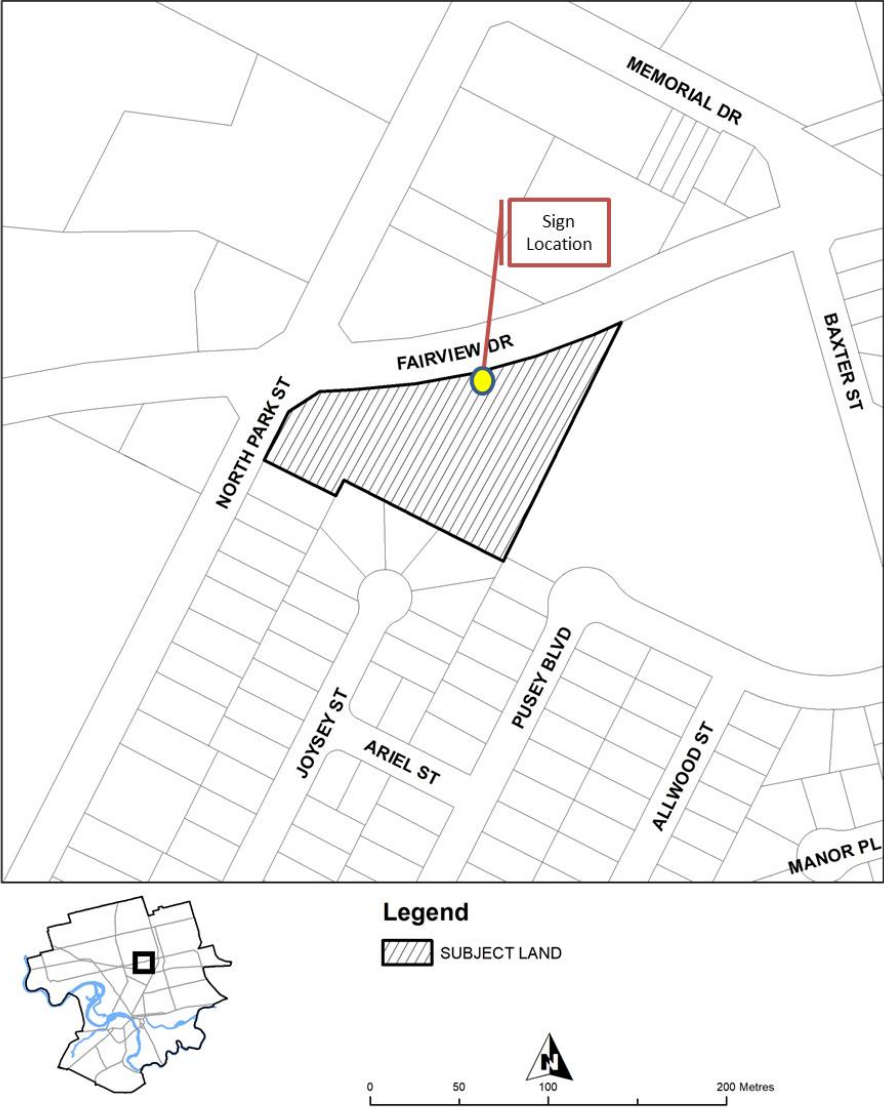 MEMORIAL DR
Sign
Location
FAIRVIEW DR
BAXTER ST
NORTH PARK ST
PUSEY BLVD
JOYSEY ST
ARIEL ST
ALLWOOD ST
MANOR PL
Legend
SUBJECT LAND
N
0 50 100 200 Metres